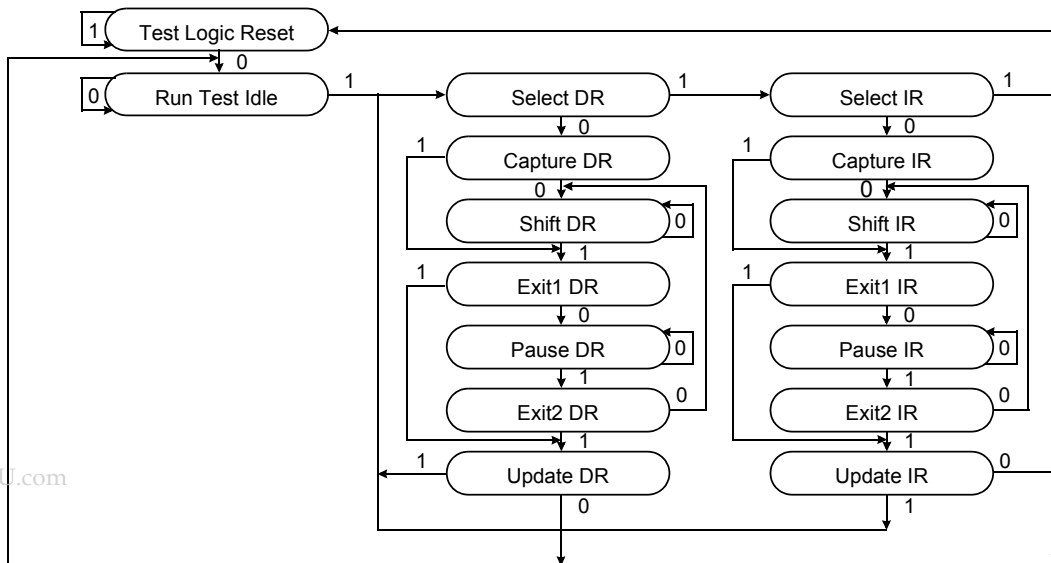 Test Logic Reset
1
0
Run Test Idle
0
1
Select DR
1
Select IR
1
0
0
1
Capture DR
1
Capture IR
0
0
Shift DR
0
Shift IR
0
1
1
1
Exit1 DR
1
Exit1 IR
0
0
Pause DR
0
Pause IR
0
1
1
Exit2 DR
0
Exit2 IR
0
1
1
U.com
1
Update DR
Update IR
0
0
1